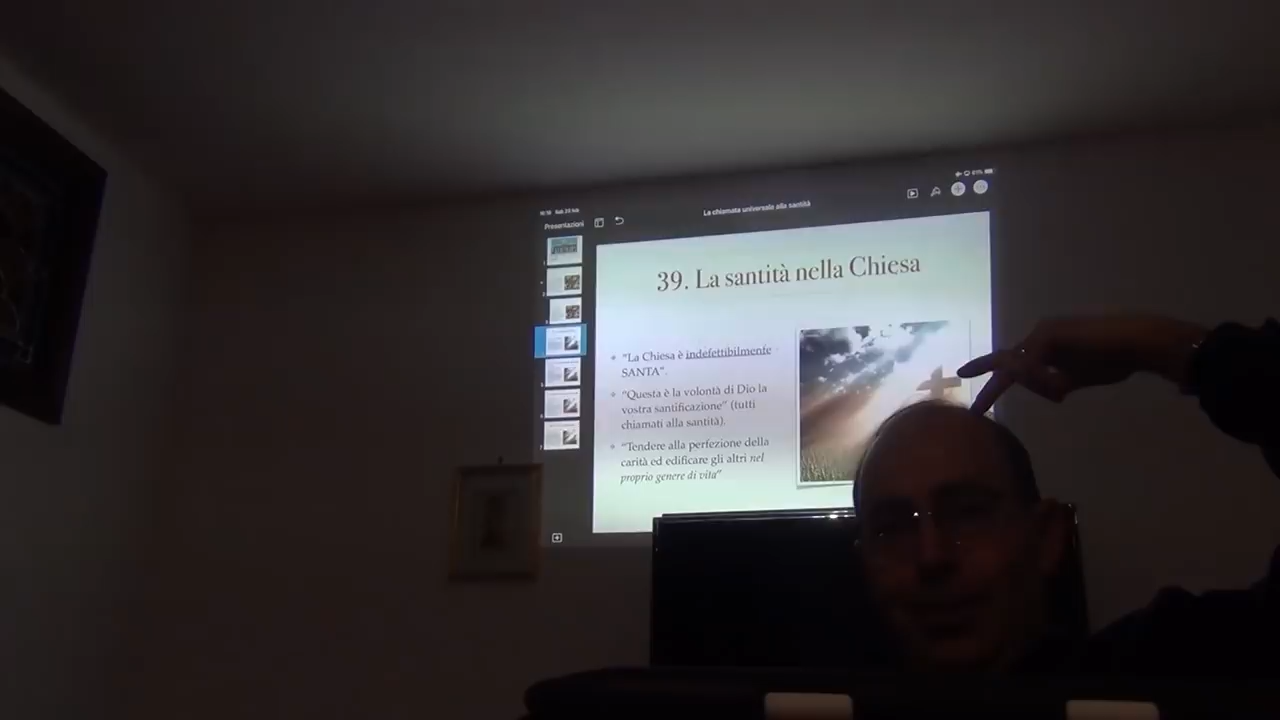 61%
La chiamata universale alla santità
Presentazioni
39. La santità nella Chiesa
“La Chiesa è indefettibilmente
SANTA”.
“Questa è la volontà di Dio la
vostra santificazione” (tutti
chiamati alla santità).
“Tendere alla perfezione della
carità ed edificare gli altri nel
proprio genere di vita”